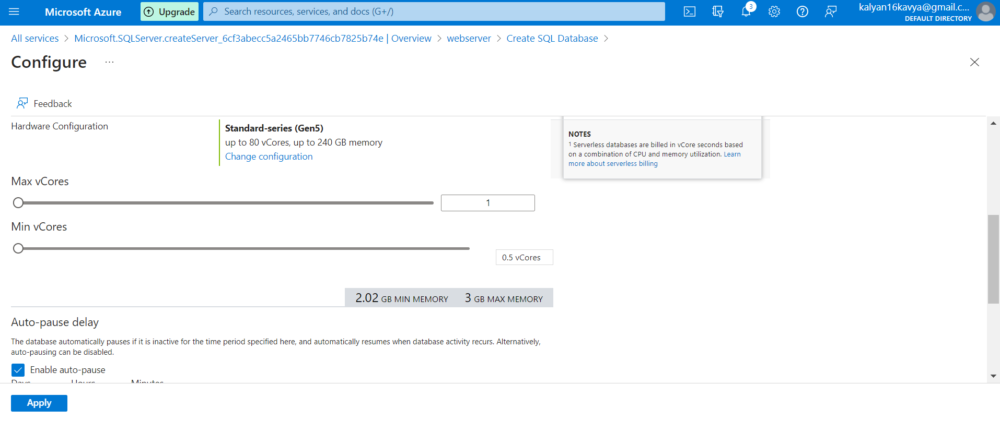 Microsoft Azure
Upgrade
Search resources, services, and docs (G+/)
3
kalyan16kavya@gmail.c...
DEFAULT DIRECTORY
All services > Microsoft.SQLServer.createServer_6cf3abecc5a2465bb7746cb7825b74e | Overview > webserver > Create SQL Database >
Configure ...
Feedback
Hardware Configuration
Standard-series (Gen5)
up to 80 vCores, up to 240 GB memory
Change configuration
NOTES
1 Serverless databases are billed in vCore seconds based
on a combination of CPU and memory utilization. Learn
more about serverless billing
Max vCores
1
Min vCores
0.5 vCores
2.02 GB MIN MEMORY 3 GB MAX MEMORY
Auto-pause delay
The database automatically pauses if it is inactive for the time period specified here, and automatically resumes when database activity recurs. Alternatively,
auto-pausing can be disabled.
Enable auto-pause
Days Hours Minutes
Apply